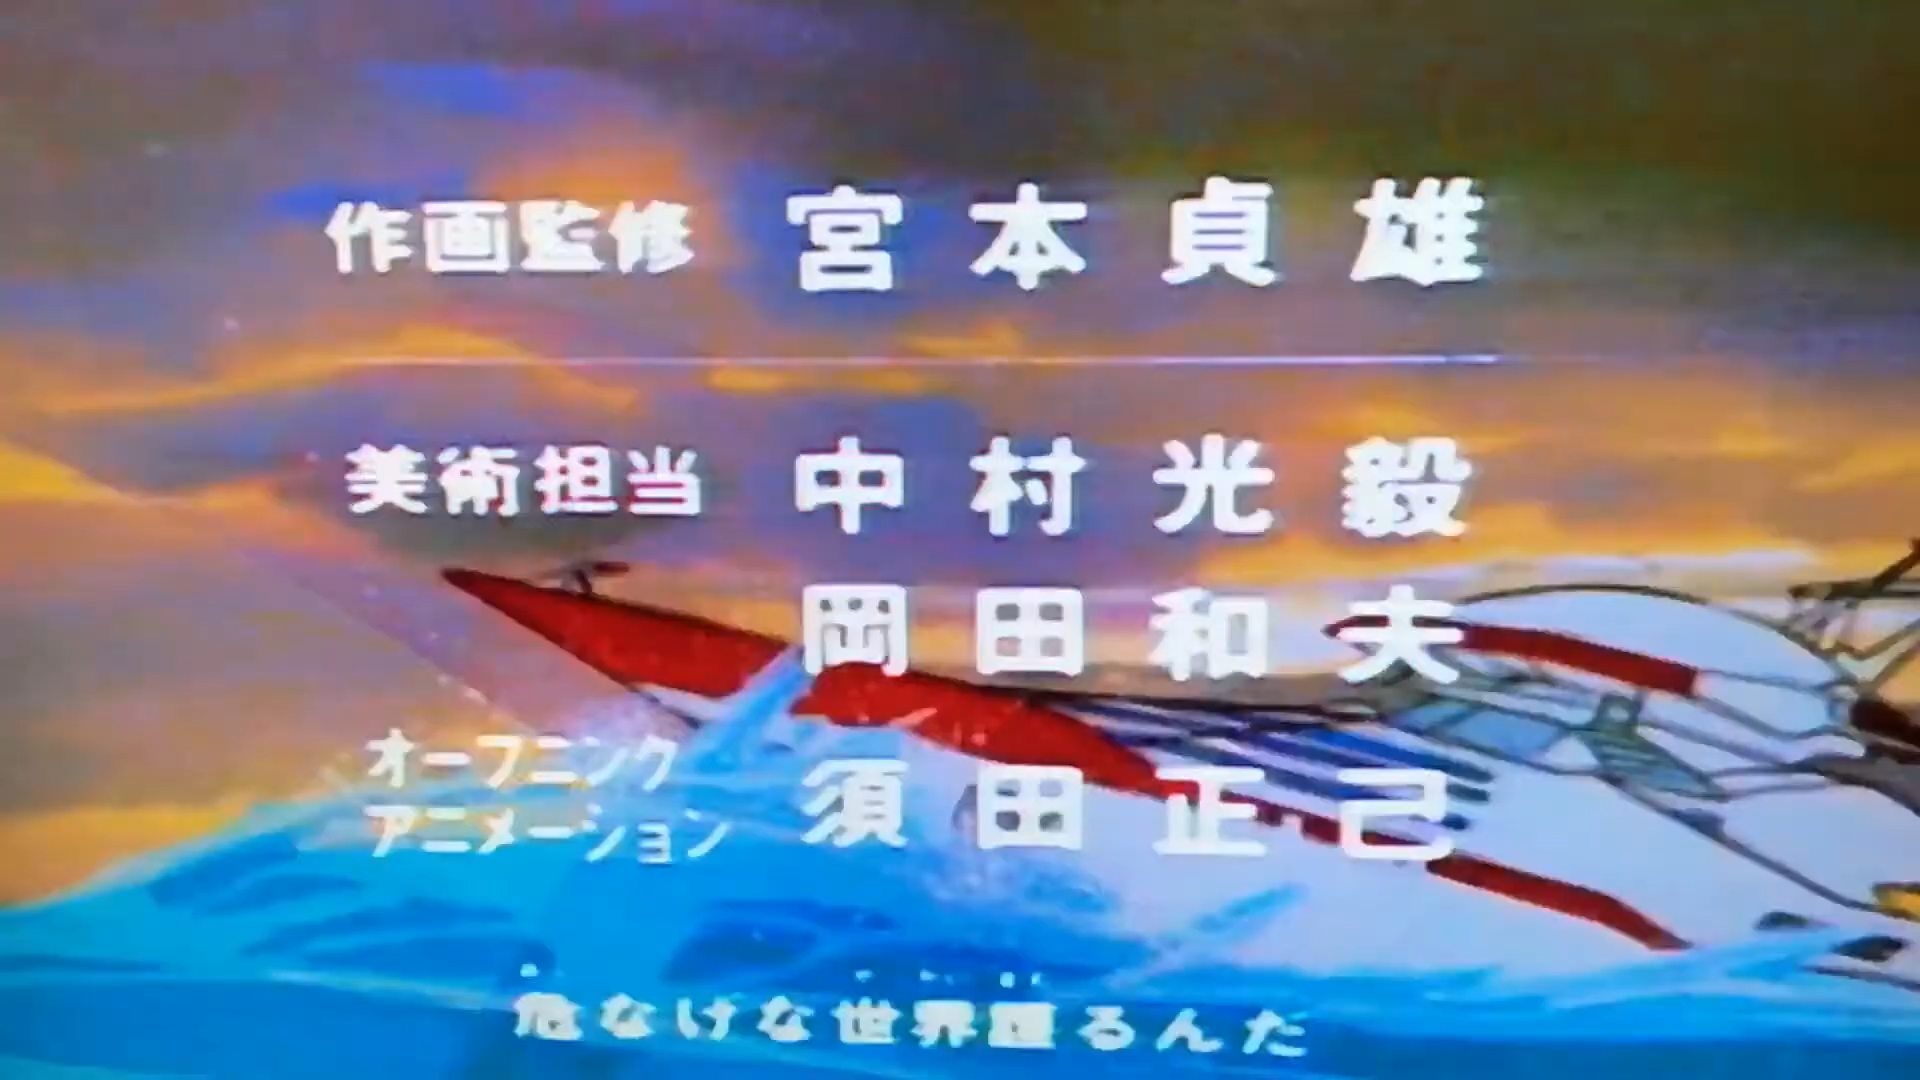 作画監修 宮本貞雄
美術担当 中村光毅
岡田和夫
オープニング
アニメーション 須田正己
危なげな世界護るんだ